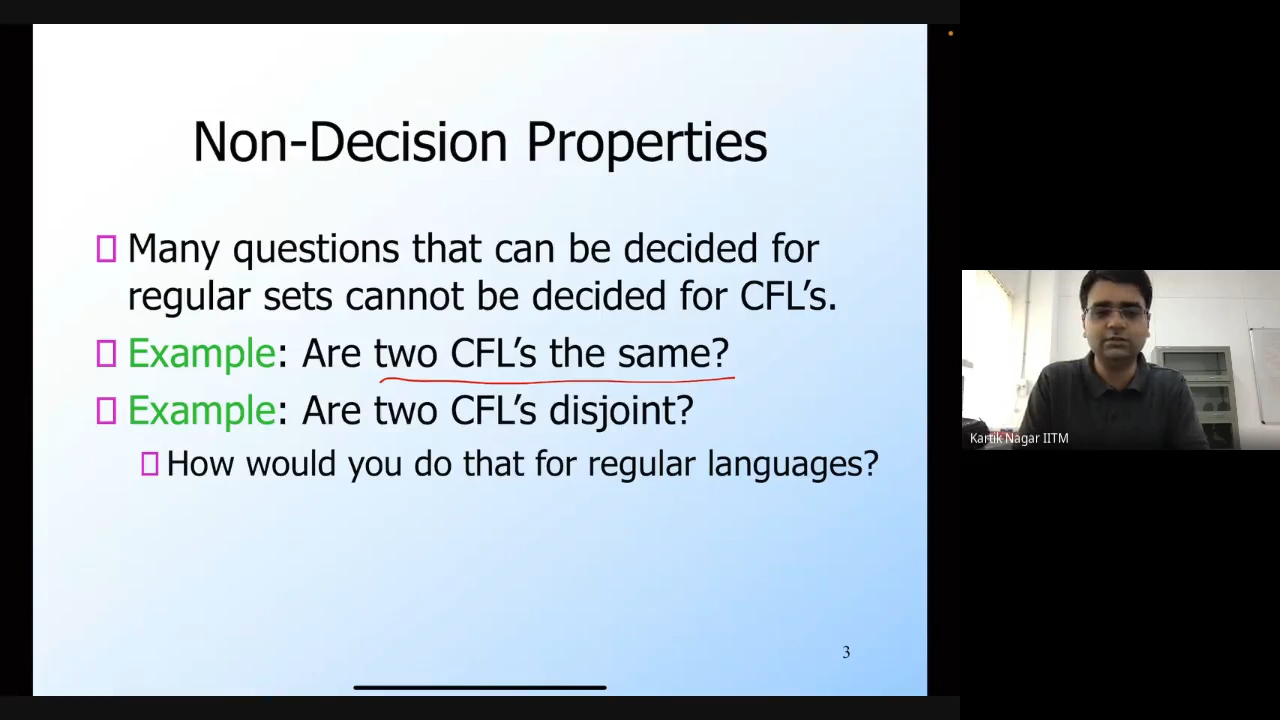 Non-Decision Properties
Many questions that can be decided for
regular sets cannot be decided for CFL’s.
Example: Are two CFL’s the same?
Example: Are two CFL’s disjoint?
How would you do that for regular languages?
3
Kartik Nagar IITM